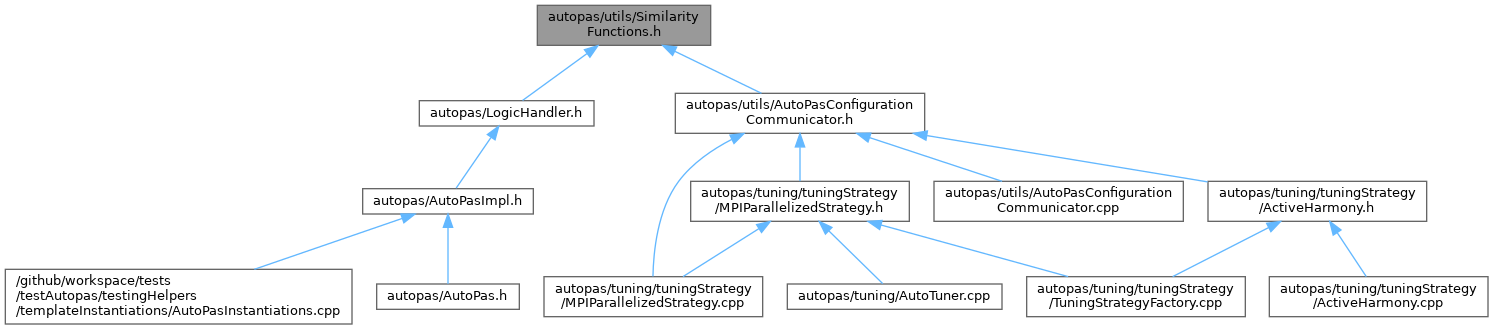 autopas/utils/Similarity
Functions.h
autopas/LogicHandler.h
autopas/utils/AutoPasConfiguration
Communicator.h
autopas/AutoPasImpl.h
autopas/tuning/tuningStrategy
/MPIParallelizedStrategy.h
autopas/utils/AutoPasConfiguration
Communicator.cpp
autopas/tuning/tuningStrategy
/ActiveHarmony.h
/github/workspace/tests
/testAutopas/testingHelpers
/templateInstantiations/AutoPasInstantiations.cpp
autopas/AutoPas.h
autopas/tuning/tuningStrategy
/MPIParallelizedStrategy.cpp
autopas/tuning/AutoTuner.cpp
autopas/tuning/tuningStrategy
/TuningStrategyFactory.cpp
autopas/tuning/tuningStrategy
/ActiveHarmony.cpp